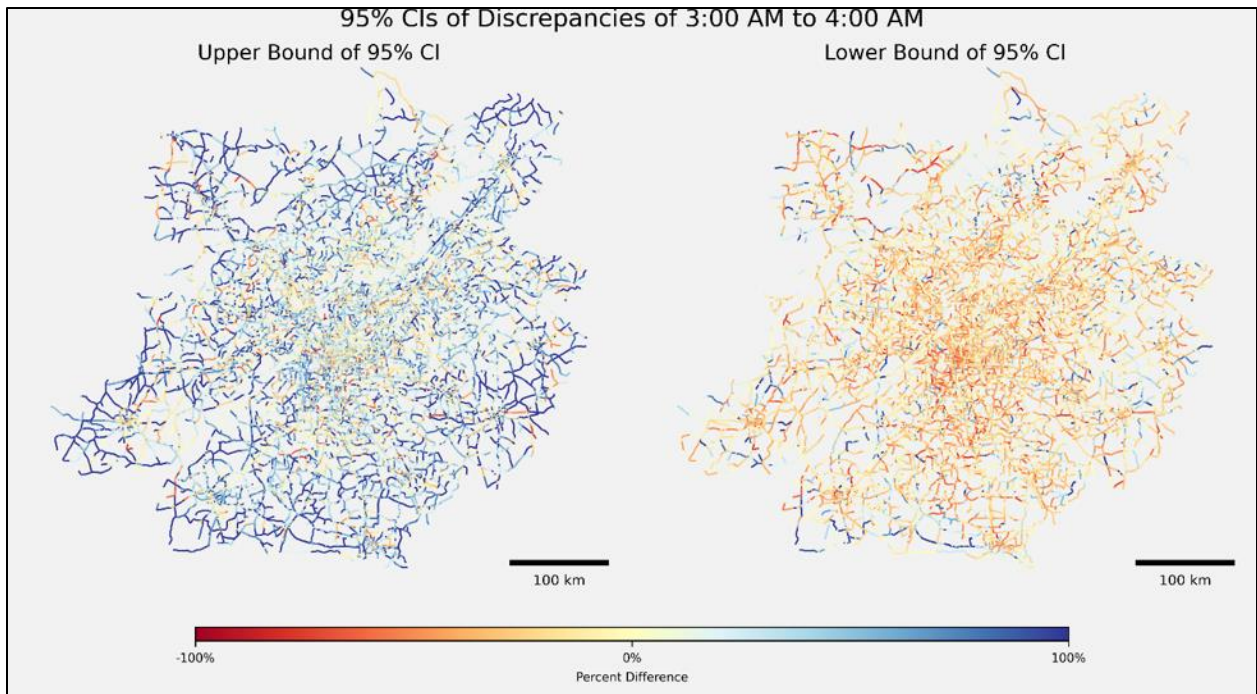 95% CIs of Discrepancies of 3:00 AM to 4:00 AM
Upper Bound of 95% CI
Lower Bound of 95% CI
100 km
100 km
-100%
0%
100%
Percent Difference